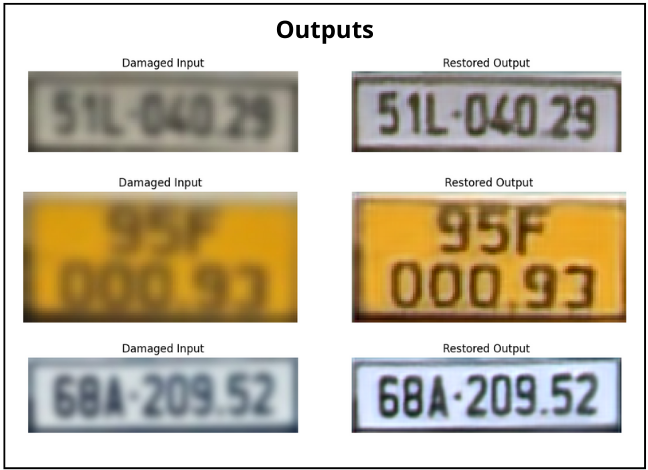 Outputs
Damaged Input
Restored Output
51L-040.29
51L-040.29
Damaged Input
Restored Output
95F
000.93
95F
000.93
Damaged Input
Restored Output
68A-209.52
68A-209.52